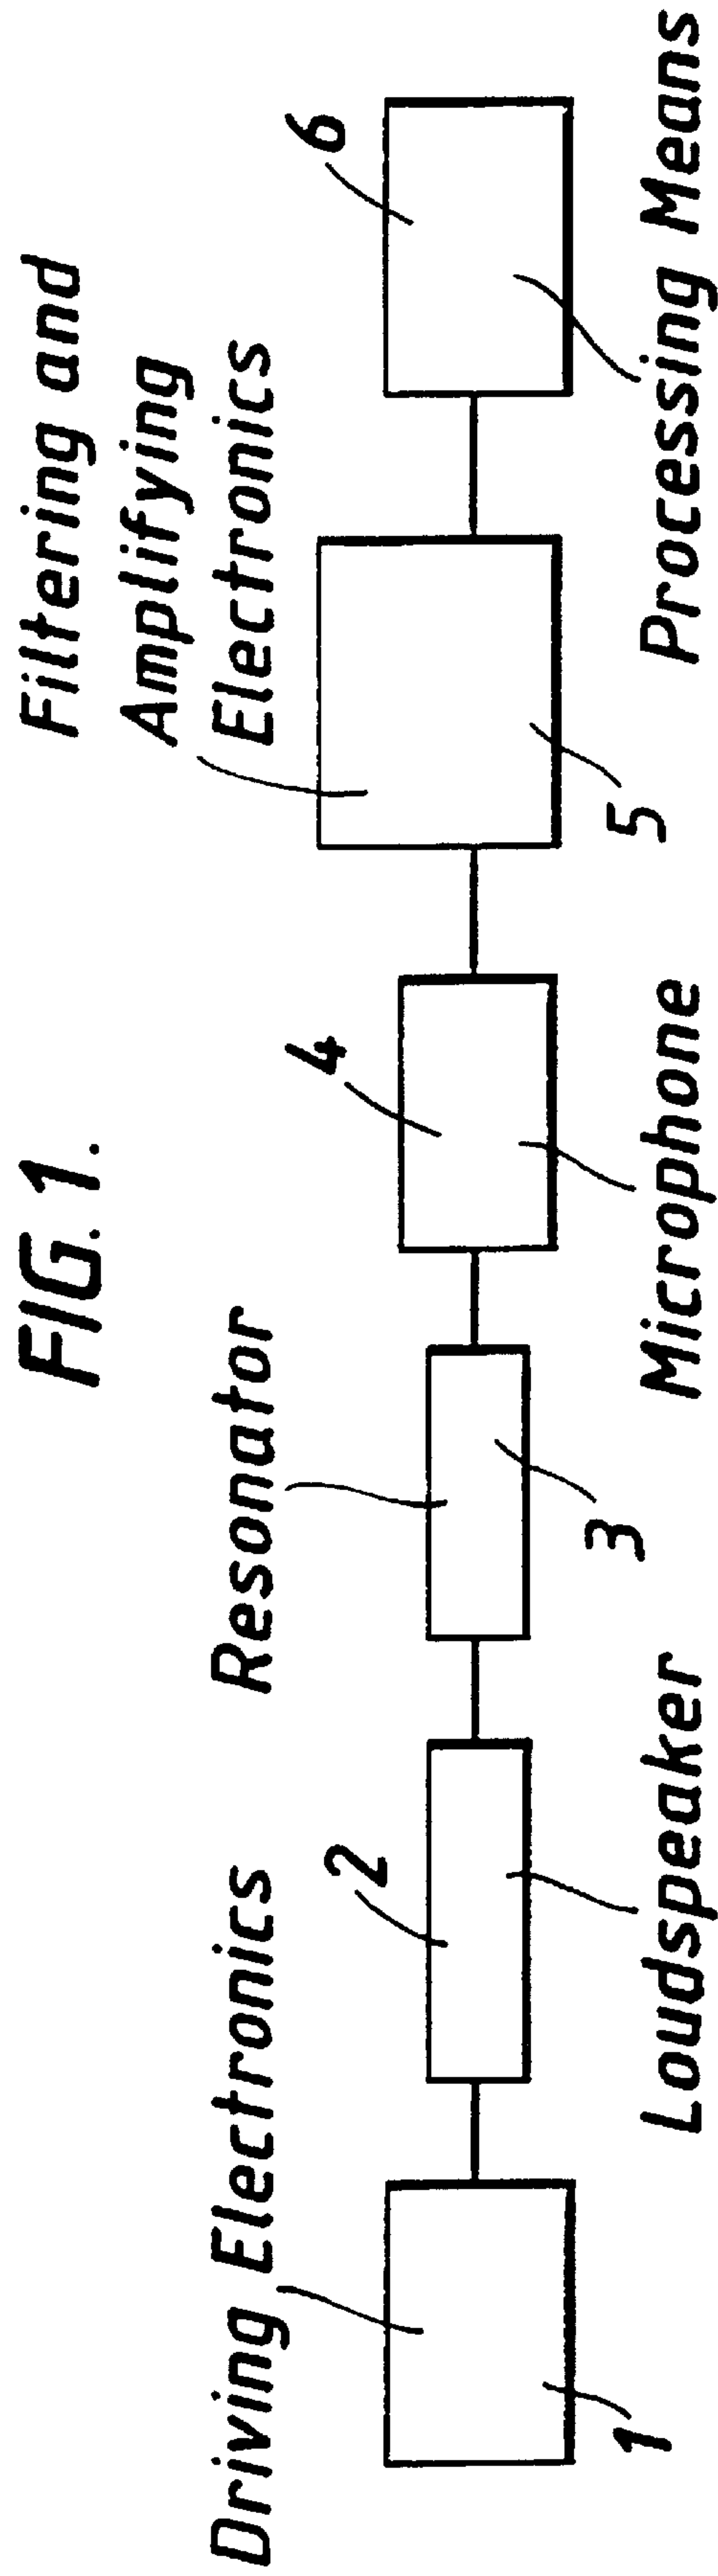 FIG. 1.
Filtering and
Amplifying
Electronics
Driving Electronics
Resonator
2
4
6
1
3
5
Loudspeaker
Microphone
Processing Means